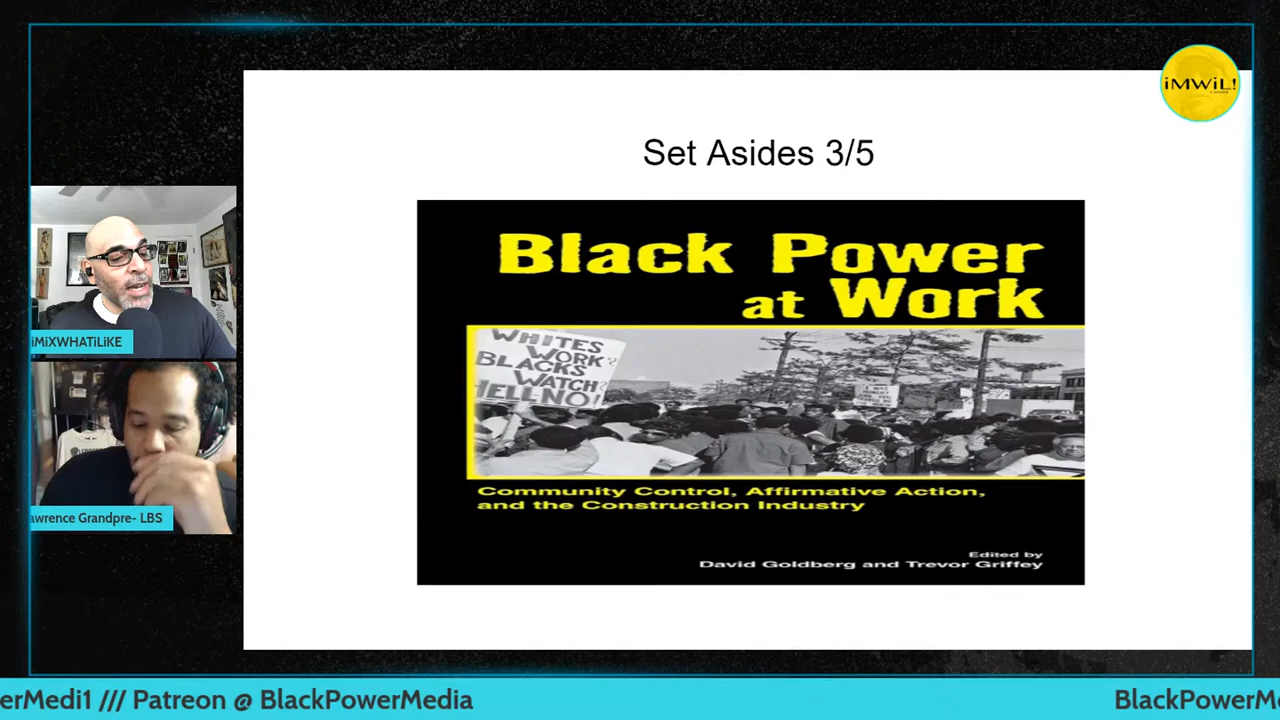 iMWiL!
Set Asides 3/5
Black Power
at Work
WHITES
WORK?
BLACKS
WATCH?
HELL NO!
Community Control, Affirmative Action,
and the Construction Industry
Edited by
David Goldberg and Trevor Griffey
iMiXWHATiLiKE
awrence Grandpre- LBS
erMedi1 /// Patreon @ BlackPowerMedia
BlackPowerMe